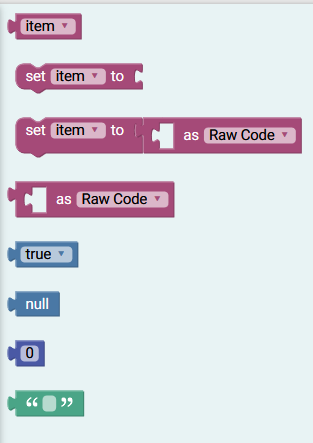 item
set item to
set item to as Raw Code
as Raw Code
true
null
0
“ ”